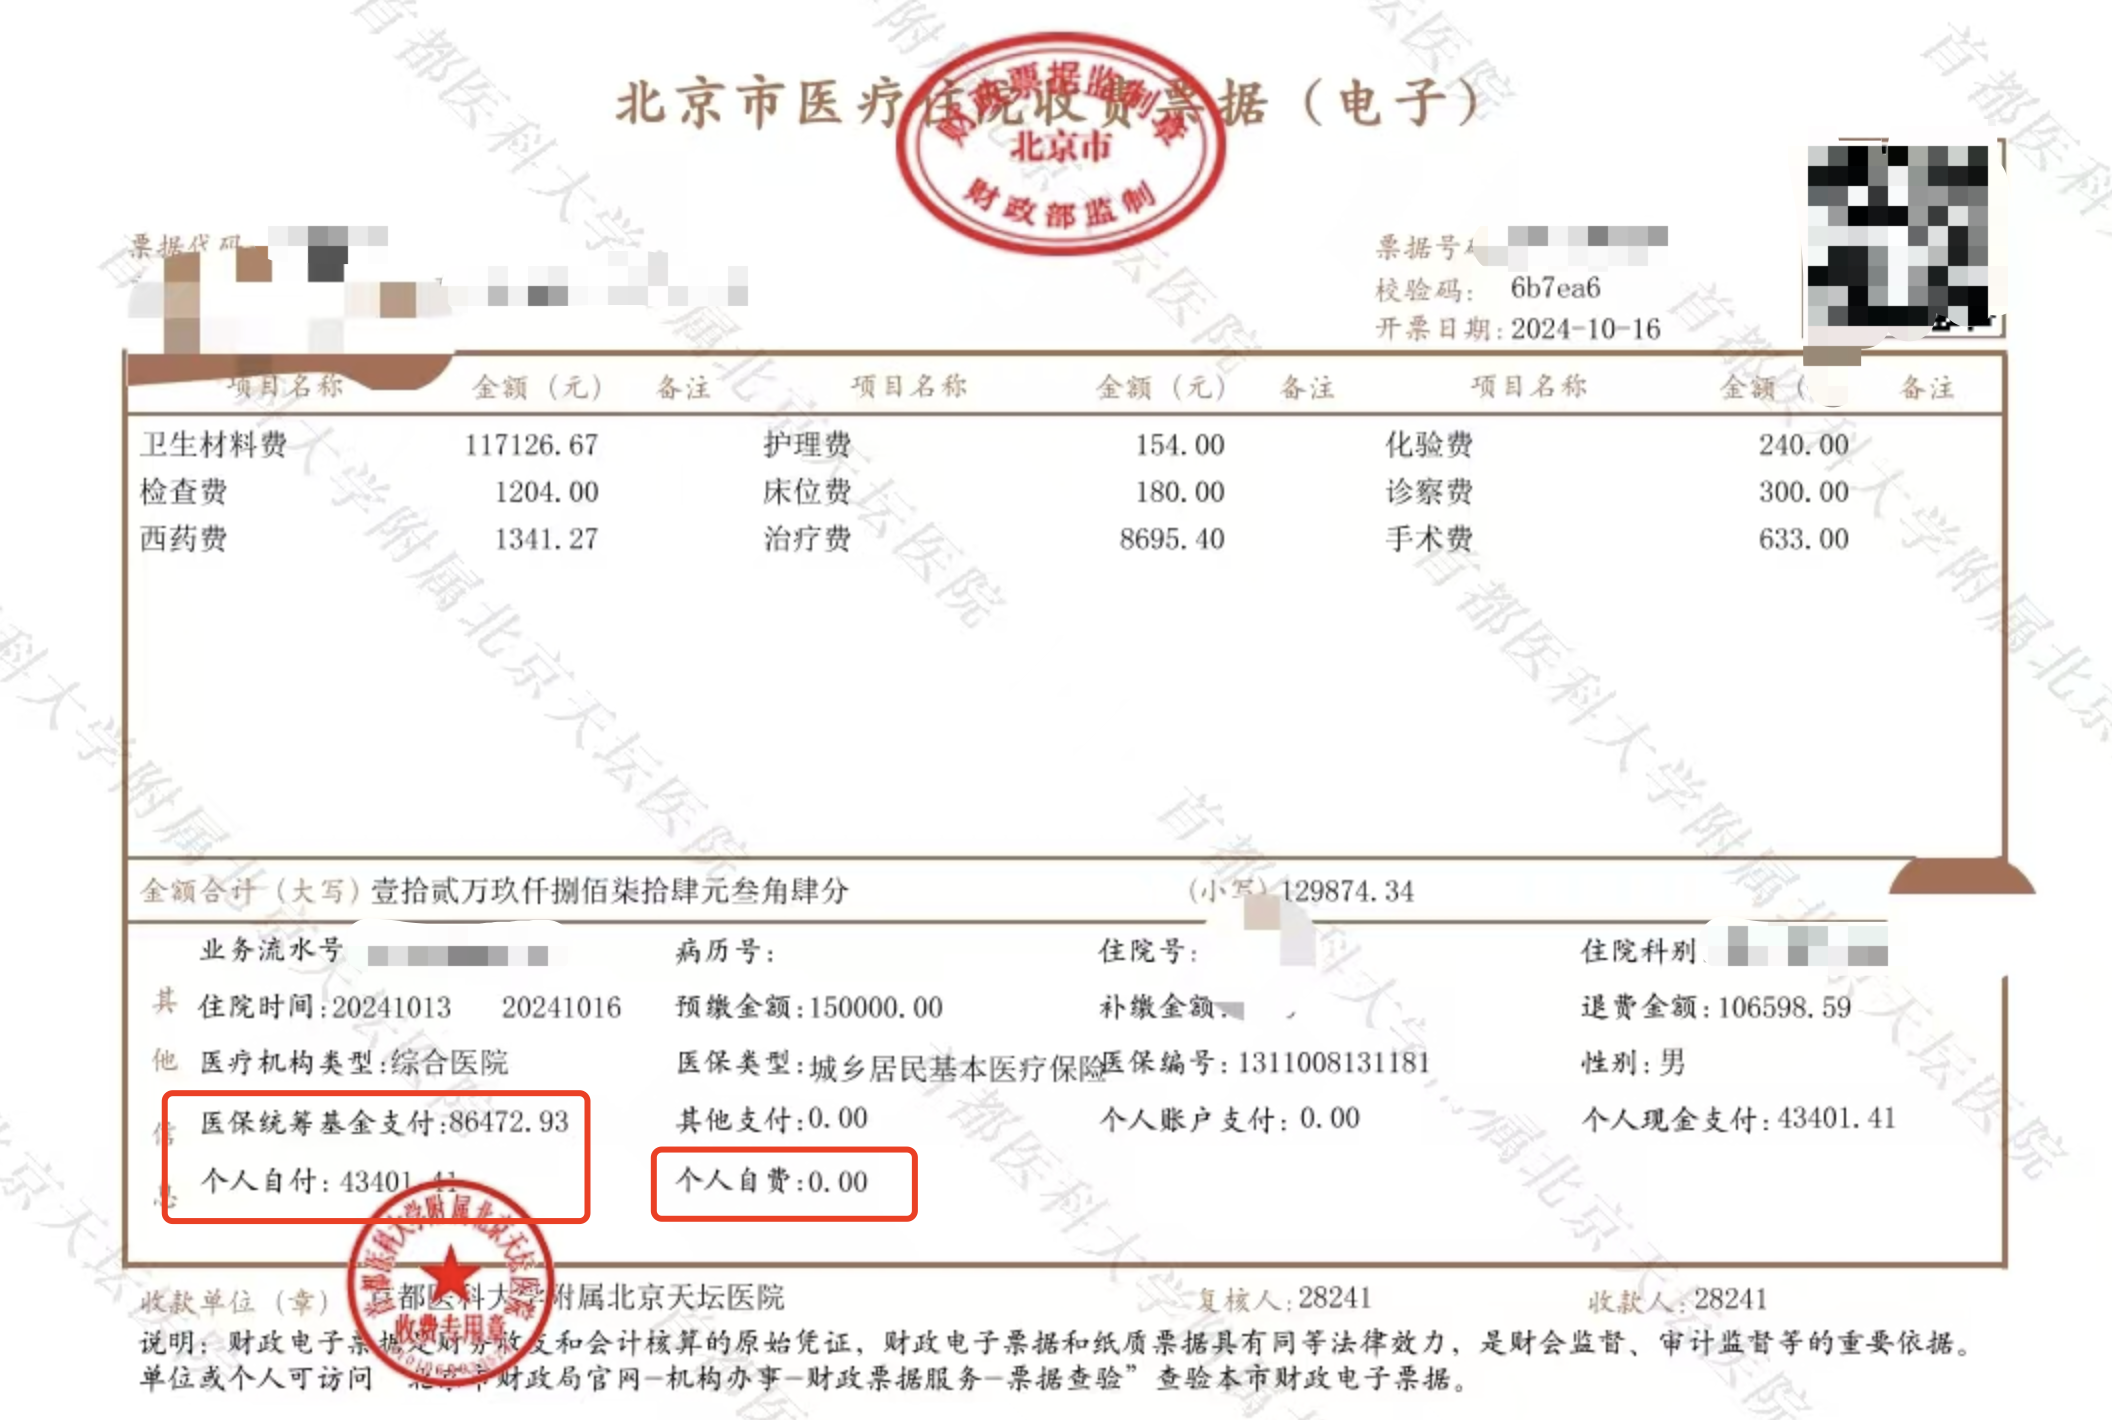 北京市医疗住院收费票据（电子）
财政票据监制章
北京市
财政部监制
票据代码
票据号
校验码： 6b7ea6
开票日期：2024-10-16
项目名称 金额（元） 备注 项目名称 金额（元） 备注 项目名称 金额（ 备注
卫生材料费 117126.67 护理费 154.00 化验费 240.00
检查费 1204.00 床位费 180.00 诊察费 300.00
西药费 1341.27 治疗费 8695.40 手术费 633.00
金额合计（大写）壹拾贰万玖仟捌佰柒拾肆元叁角肆分 （小写）129874.34
业务流水号 病历号： 住院号： 住院科别
其他信息
住院时间:20241013 20241016 预缴金额:150000.00 补缴金额: 退费金额:106598.59
医疗机构类型:综合医院 医保类型:城乡居民基本医疗保险 医保编号:1311008131181 性别:男
医保统筹基金支付:86472.93 其他支付:0.00 个人账户支付:0.00 个人现金支付:43401.41
个人自付:43401.41 个人自费:0.00
收款单位（章） 首都医科大学附属北京天坛医院 复核人:28241 收款人:28241
首都医科大学附属北京天坛医院
收费专用章
说明：财政电子票据是财务收支和会计核算的原始凭证，财政电子票据和纸质票据具有同等法律效力，是财会监督、审计监督等的重要依据。
单位或个人可访问 北京市财政局官网-机构办事-财政票据服务-票据查验”查验本市财政电子票据。
首都医科大学附属北京天坛医院